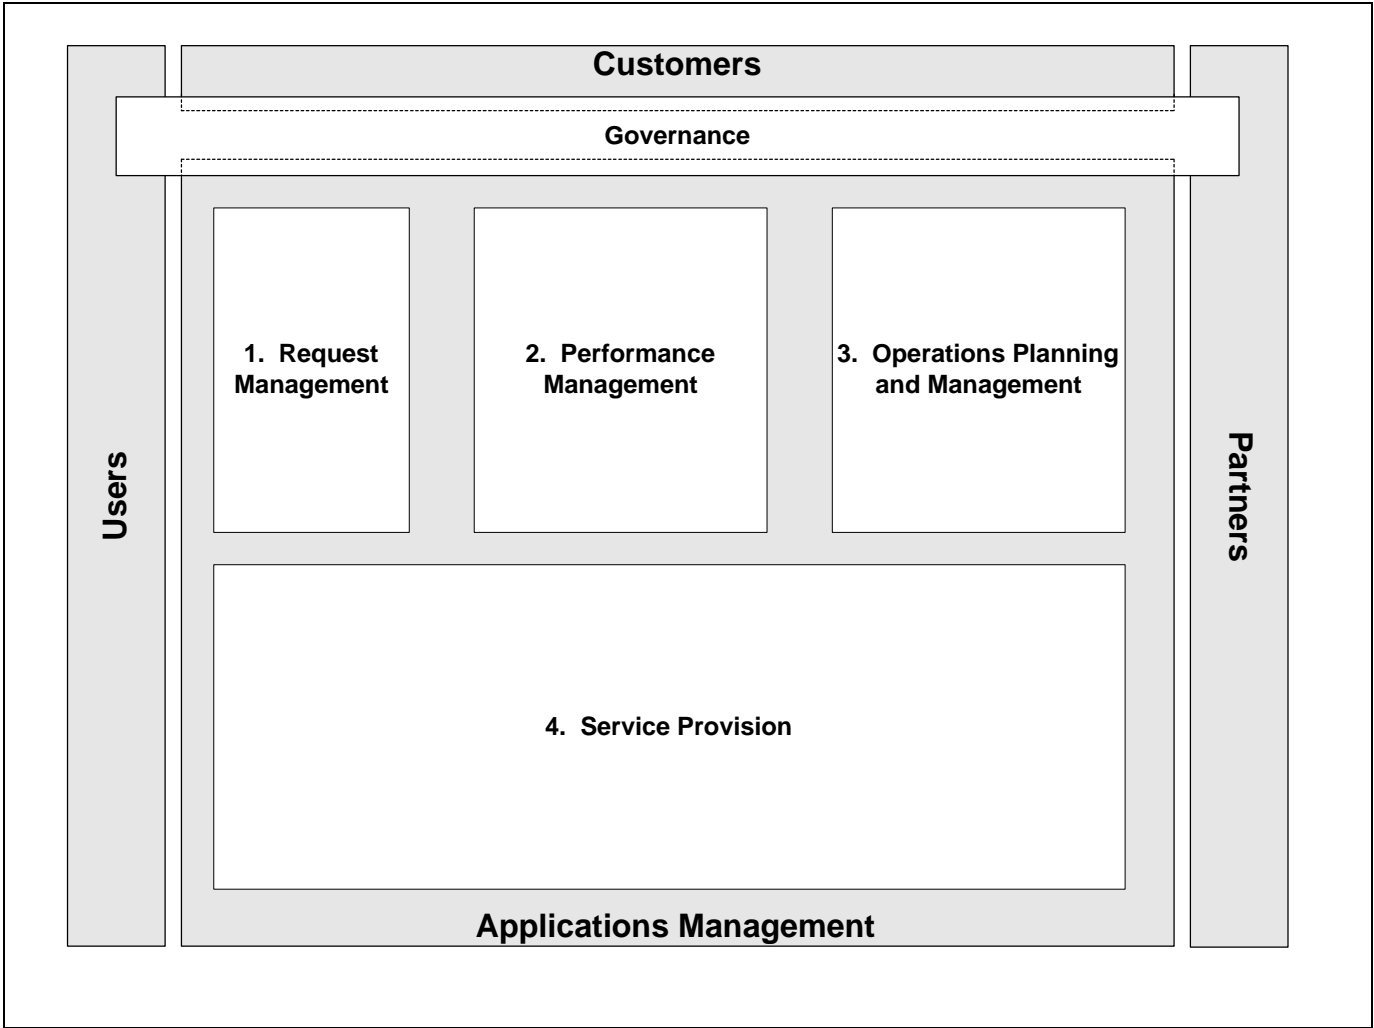 Customers
Governance
1. Request
Management
2. Performance
Management
3. Operations Planning
and Management
Users
Partners
4. Service Provision
Applications Management